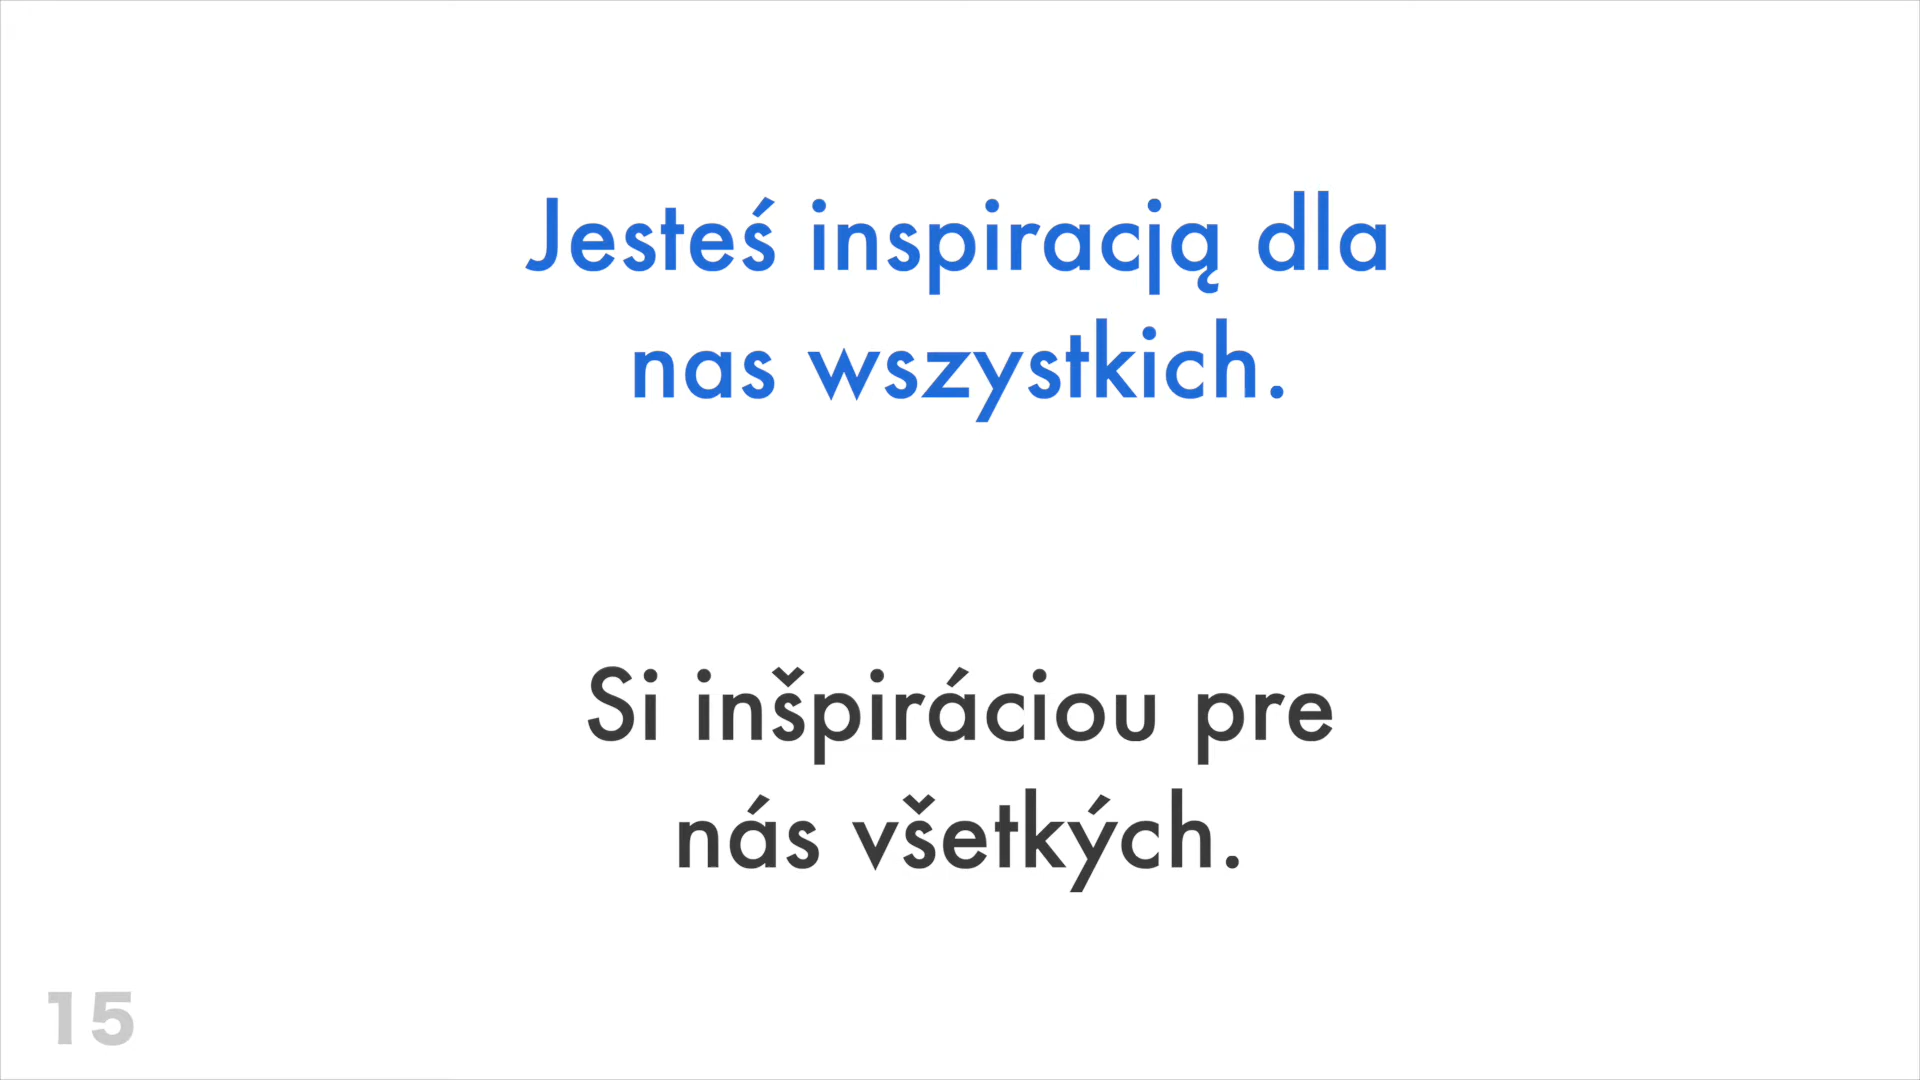 Jesteś inspiracją dla
nas wszystkich.
Si inšpiráciou pre
nás všetkých.
15